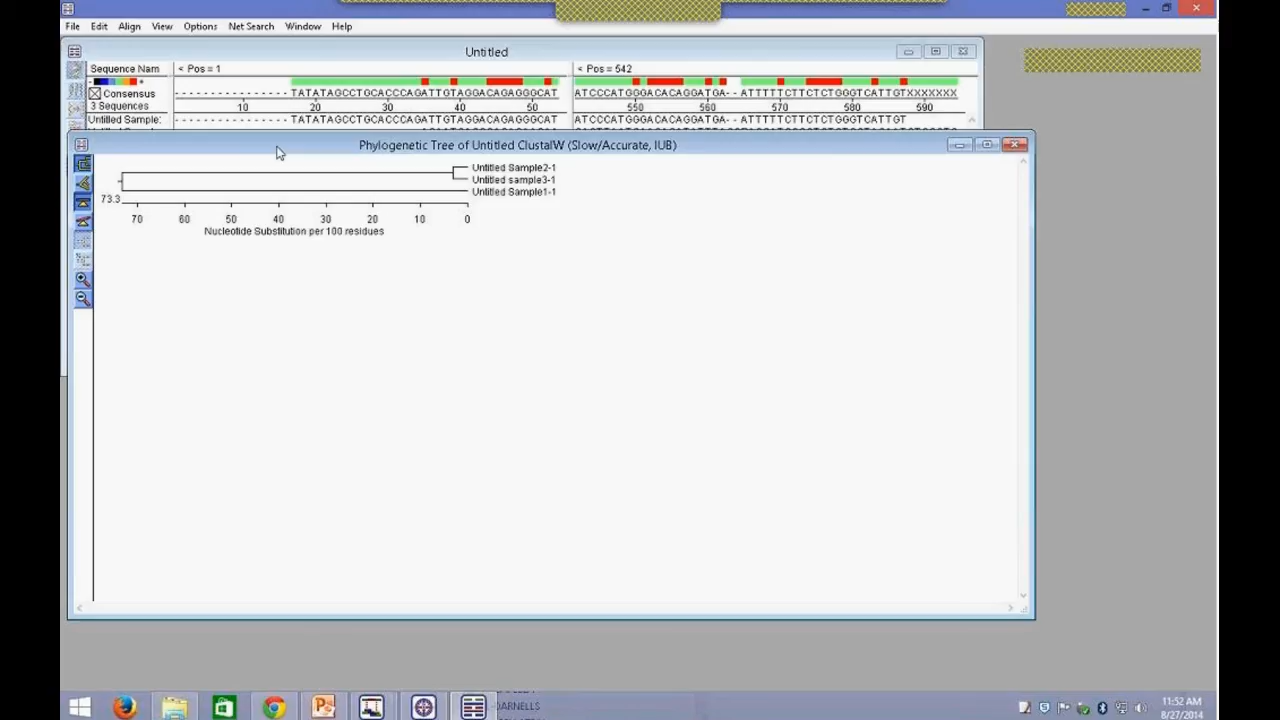 File Edit Align View Options Net Search Window Help
Untitled
Sequence Nam < Pos = 1 < Pos = 542
Consensus - - - - - - - - - - - - - - - - TATATAGCCTGCACCCAGATTGTAGGACAGAGGGCAT ATCCCATGGGACACAGGATGA--ATTTTTCTTCTCTGGGTCATTGTXXXXXXX
3 Sequences 10 20 30 40 50 550 560 570 580 590
Untitled Sample: - - - - - - - - - - - - - - - - TATATAGCCTGCACCCAGATTGTAGGACAGAGGGCAT ATCCCATGGGACACAGGATGA--ATTTTTCTTCTCTGGGTCATTGT
Phylogenetic Tree of Untitled ClustalW (Slow/Accurate, IUB)
Untitled Sample2-1
Untitled sample3-1
Untitled Sample1-1
73.3
70 60 50 40 30 20 10 0
Nucleotide Substitution per 100 residues
DARNELLS
11:52 AM
8/27/2014